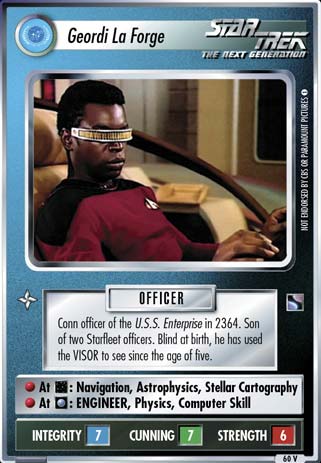 Geordi La Forge
STAR TREK
THE NEXT GENERATION
NOT ENDORSED BY CBS OR PARAMOUNT PICTURES
OFFICER
Conn officer of the U.S.S. Enterprise in 2364. Son
of two Starfleet officers. Blind at birth, he has used
the VISOR to see since the age of five.
At : Navigation, Astrophysics, Stellar Cartography
At : ENGINEER, Physics, Computer Skill
INTEGRITY 7 CUNNING 7 STRENGTH 6
60 V